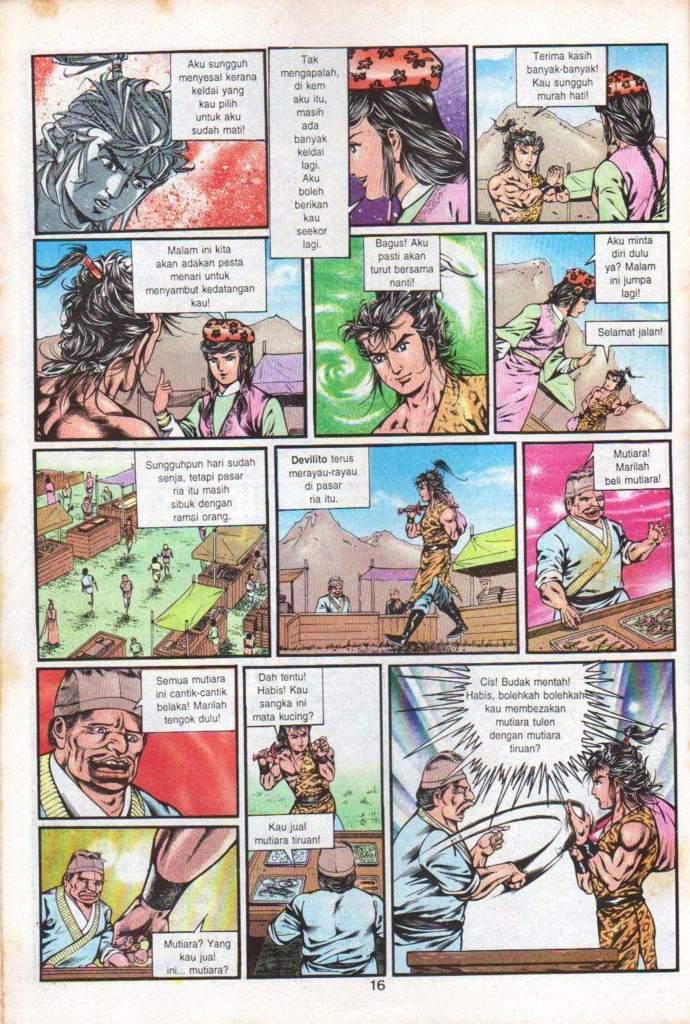 Aku sungguh
menyesal kerana
keldai yang
kau pilih
untuk aku
sudah mati!
Tak
mengapalah,
di kem
aku itu,
masih
ada
banyak
keldai
lagi.
Aku
boleh
berikan
kau
seekor
lagi.
Terima kasih
banyak-banyak!
Kau sungguh
murah hati!
Malam ini kita
akan adakan pesta
menari untuk
menyambut kedatangan
kau!
Bagus! Aku
pasti akan
turut bersama
nanti!
Aku minta
diri dulu
ya? Malam
ini jumpa
lagi!
Selamat jalan!
Sungguhpun hari sudah
senja, tetapi pasar
ria itu masih
sibuk dengan
ramai orang.
Devilito terus
merayau-rayau
di pasar
ria itu.
Mutiara!
Marilah
beli mutiara!
Semua mutiara
ini cantik-cantik
belaka! Marilah
tengok dulu!
Mutiara? Yang
kau jual
ini... mutiara?
Dah tentu!
Habis! Kau
sangka ini
mata kucing?
Kau jual
mutiara tiruan!
Cis! Budak mentah!
Habis, bolehkah bolehkah
kau membezakan
mutiara tulen
dengan mutiara
tiruan?
16